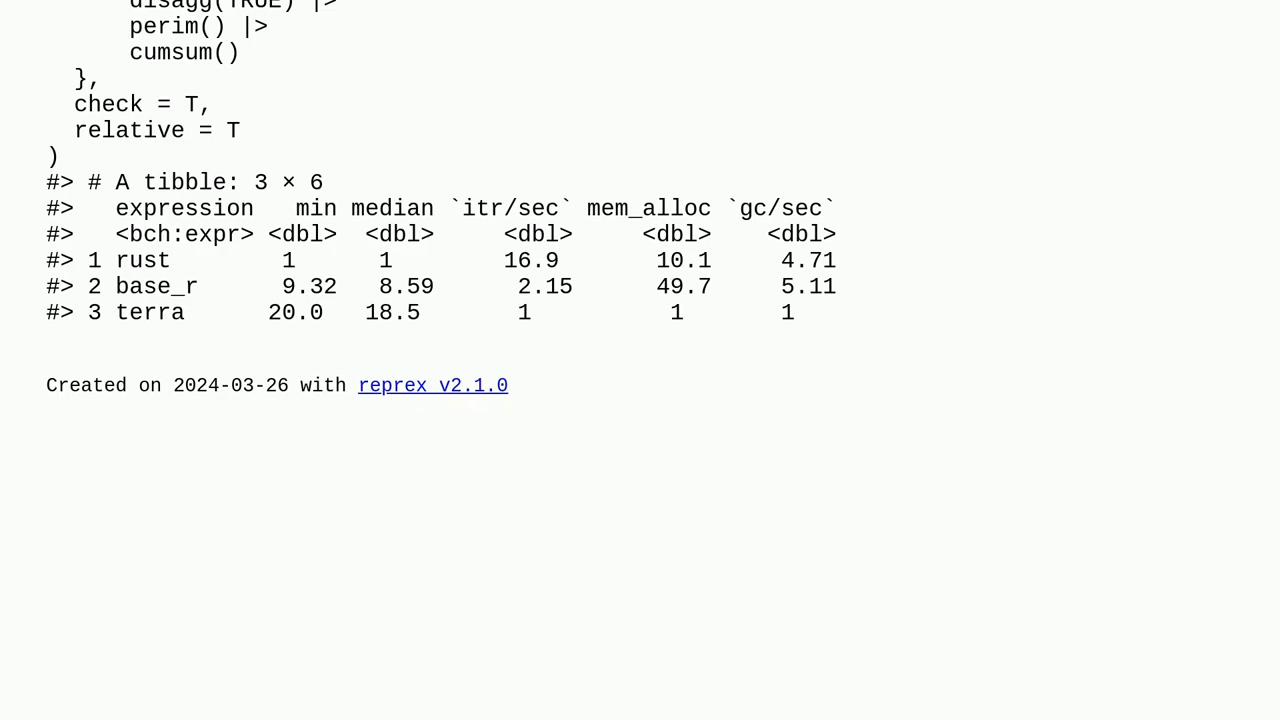 disagg(TRUE) |>
perim() |>
cumsum()
},
check = T,
relative = T
)
#> # A tibble: 3 × 6
#>   expression   min median `itr/sec` mem_alloc `gc/sec`
#>   <bch:expr> <dbl>  <dbl>     <dbl>     <dbl>    <dbl>
#> 1 rust        1      1        16.9       10.1     4.71
#> 2 base_r      9.32   8.59      2.15      49.7     5.11
#> 3 terra      20.0   18.5       1          1       1
Created on 2024-03-26 with reprex v2.1.0